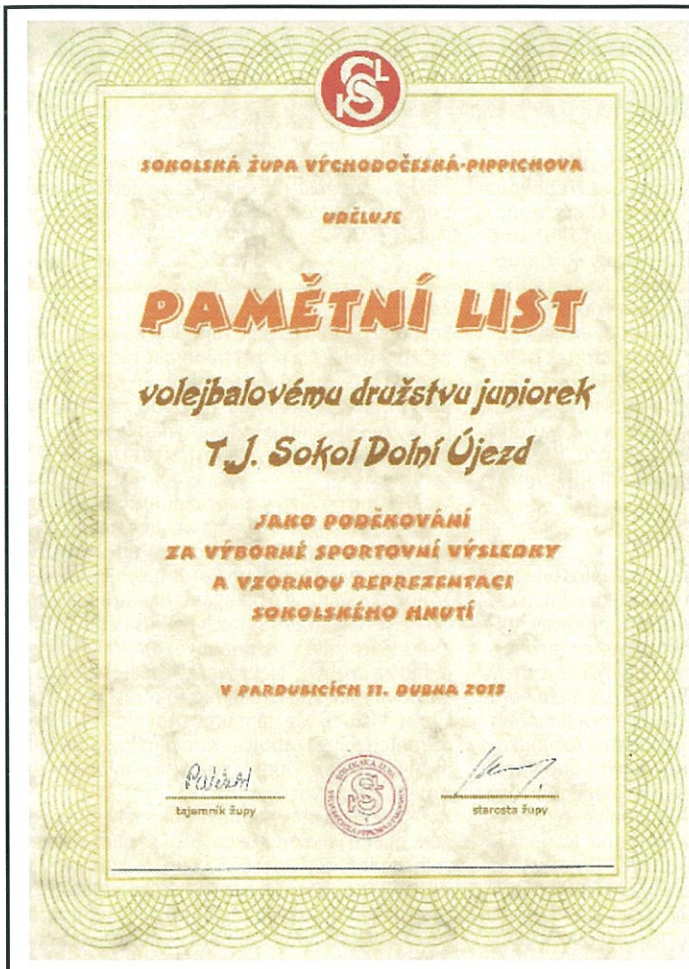 SOKOLSKÁ ŽUPA VÝCHODOČESKÁ-PIPPICHOVA
UDĚLUJE
PAMĚTNÍ LIST
volejbalovému družstvu juniorek
T.J. Sokol Dolní Újezd
JAKO PODĚKOVÁNÍ
ZA VÝBORNÉ SPORTOVNÍ VÝSLEDKY
A VZORNOU REPREZENTACI
SOKOLSKÉHO HNUTÍ
V PARDUBICÍCH 11. DUBNA 2015
tajemník župy
starosta župy